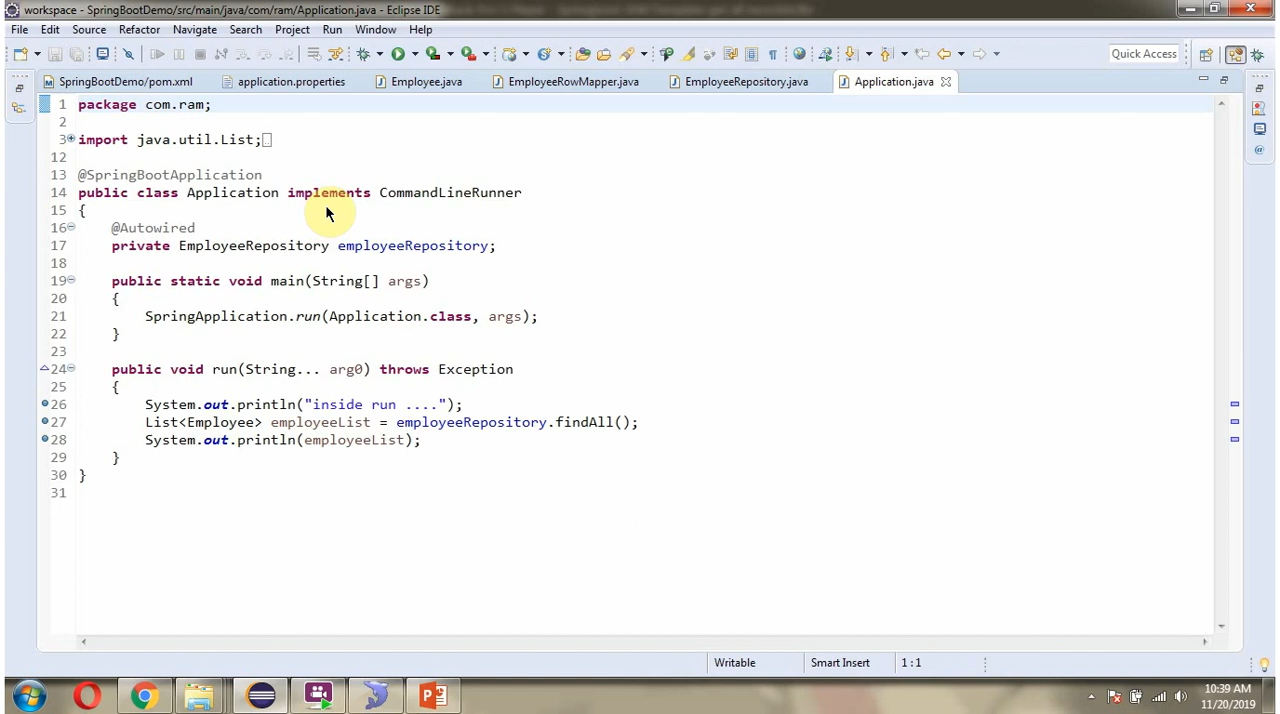 workspace - SpringBootDemo/src/main/java/com/ram/Application.java - Eclipse IDE
File Edit Source Refactor Navigate Search Project Run Window Help
Quick Access
SpringBootDemo/pom.xml application.properties Employee.java EmployeeRowMapper.java EmployeeRepository.java Application.java
1 package com.ram;
2
3 import java.util.List;
12
13 @SpringBootApplication
14 public class Application implements CommandLineRunner
15 {
16 @Autowired
17 private EmployeeRepository employeeRepository;
18
19 public static void main(String[] args)
20 {
21 SpringApplication.run(Application.class, args);
22 }
23
24 public void run(String... arg0) throws Exception
25 {
26 System.out.println("inside run ....");
27 List<Employee> employeeList = employeeRepository.findAll();
28 System.out.println(employeeList);
29 }
30 }
31
Writable Smart Insert 1 : 1
10:39 AM
11/20/2019